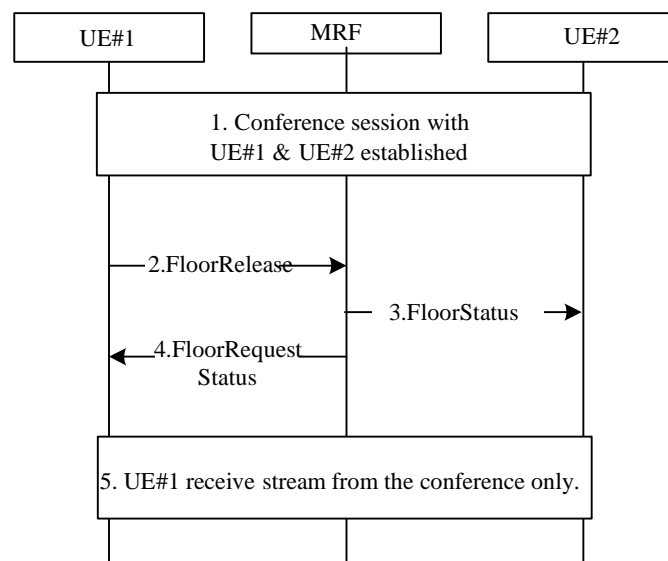 UE#1
MRF
UE#2
1. Conference session with
UE#1 & UE#2 established
2.FloorRelease
3.FloorStatus
4.FloorRequest
Status
5. UE#1 receive stream from the conference only.